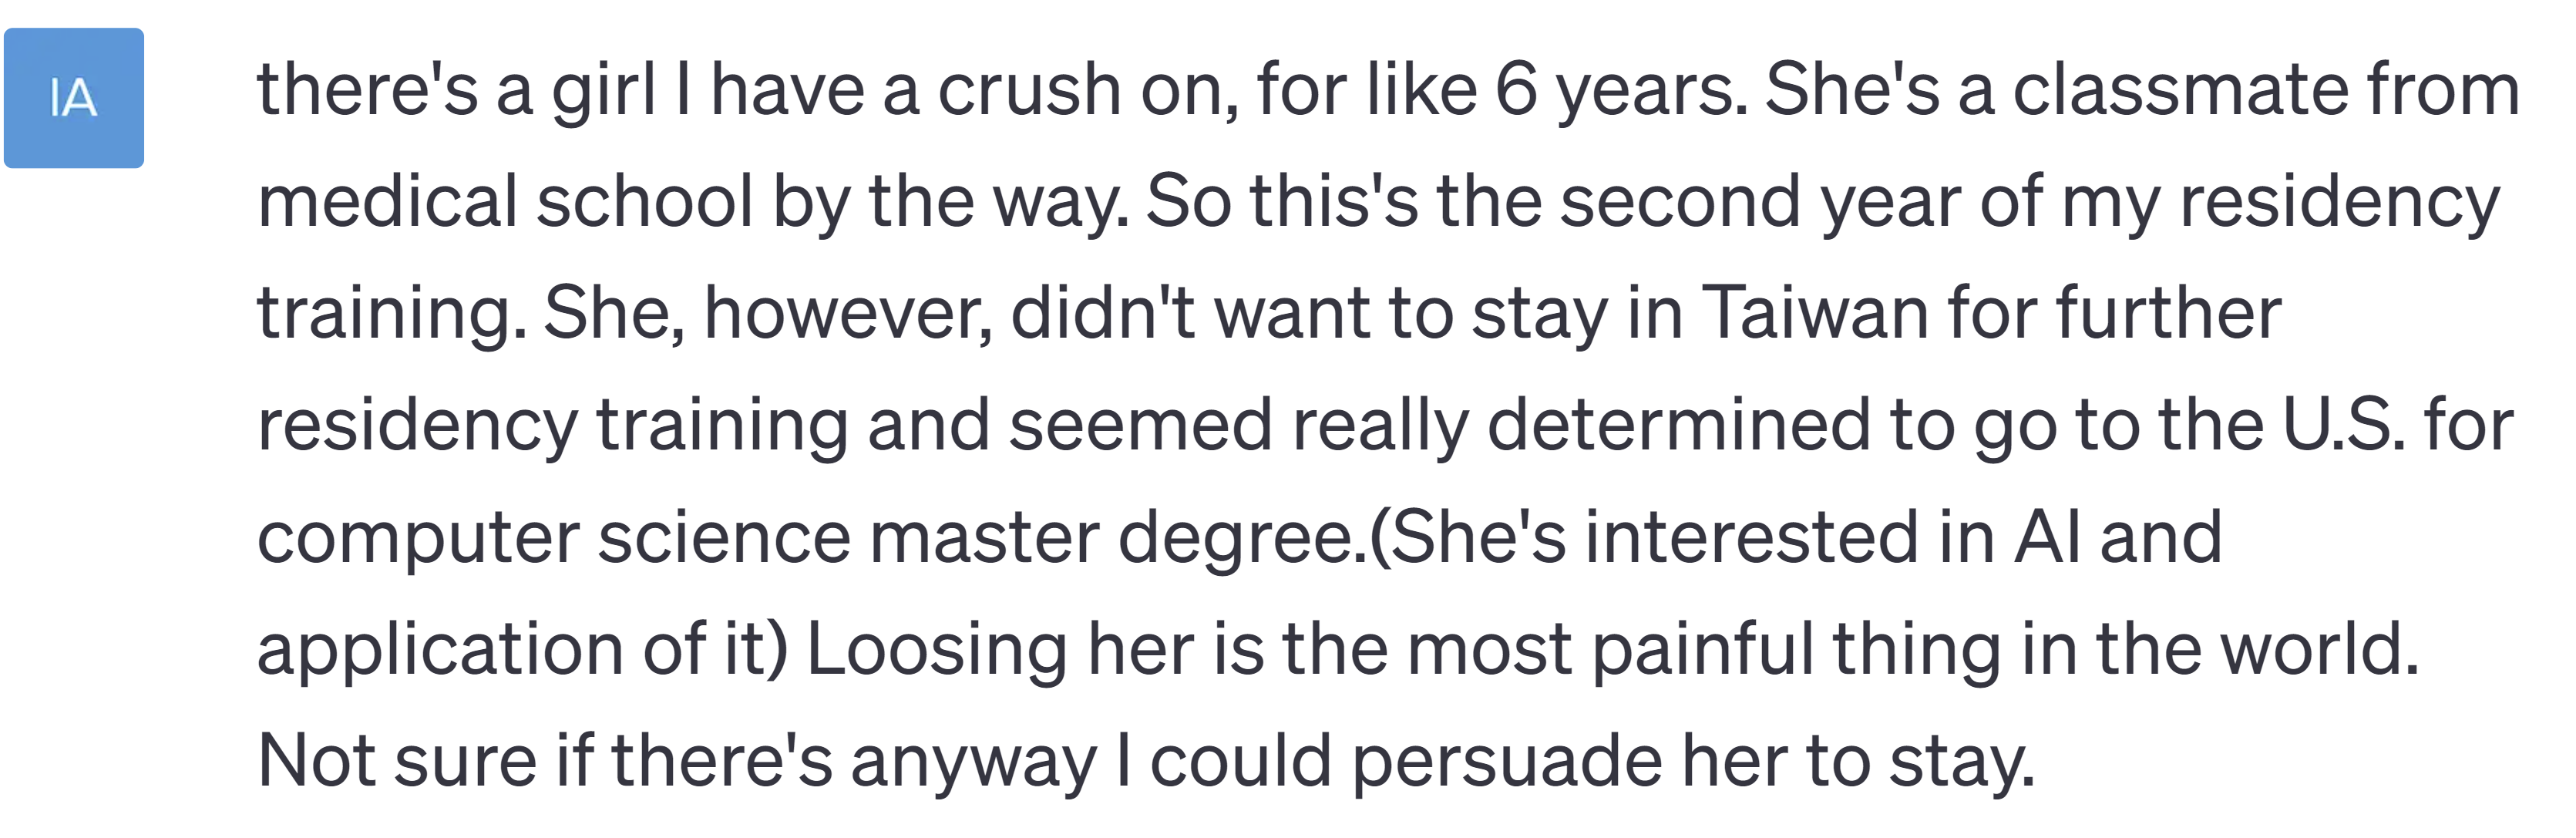 IA
there's a girl I have a crush on, for like 6 years. She's a classmate from
medical school by the way. So this's the second year of my residency
training. She, however, didn't want to stay in Taiwan for further
residency training and seemed really determined to go to the U.S. for
computer science master degree.(She's interested in AI and
application of it) Loosing her is the most painful thing in the world.
Not sure if there's anyway I could persuade her to stay.